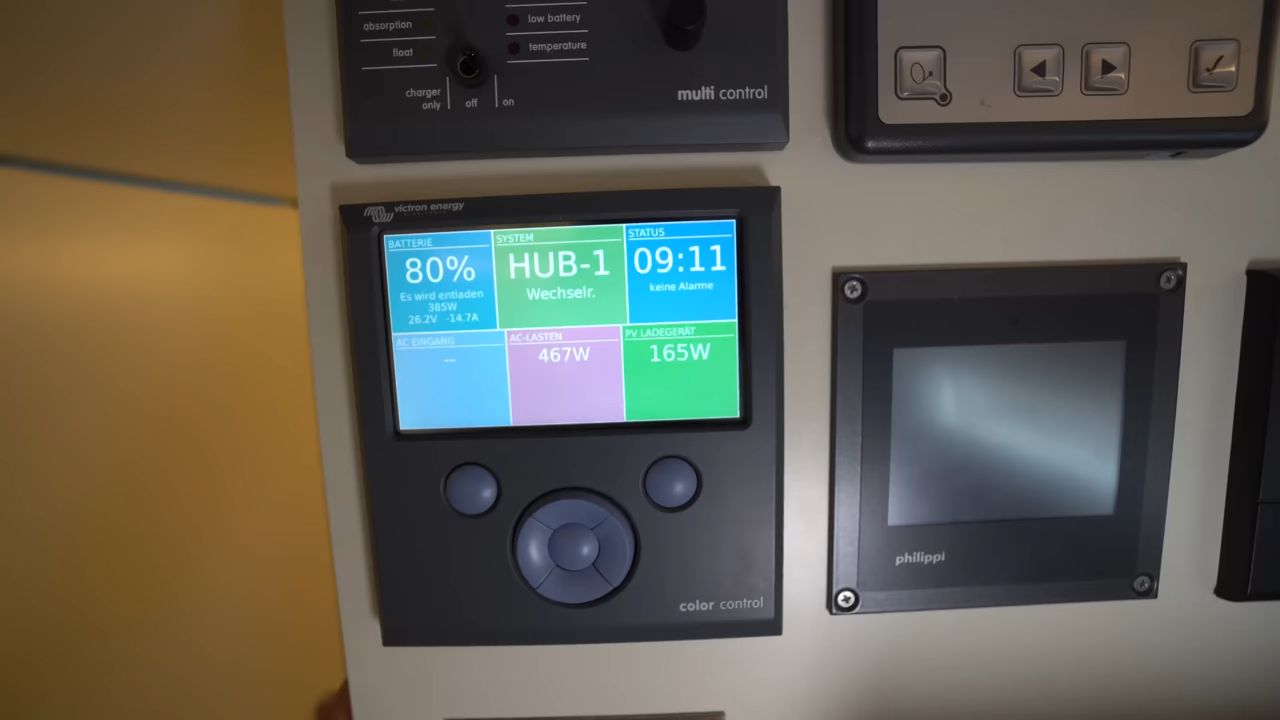 absorption
float
low battery
temperature
charger
only
off
on
multi control
victron energy
BATTERIE
80%
Es wird entladen
385W
26.2V -14.7A
SYSTEM
HUB-1
Wechselr.
STATUS
09:11
keine Alarme
AC EINGANG
--
AC-LASTEN
467W
PV LADEGERÄT
165W
color control
philippi